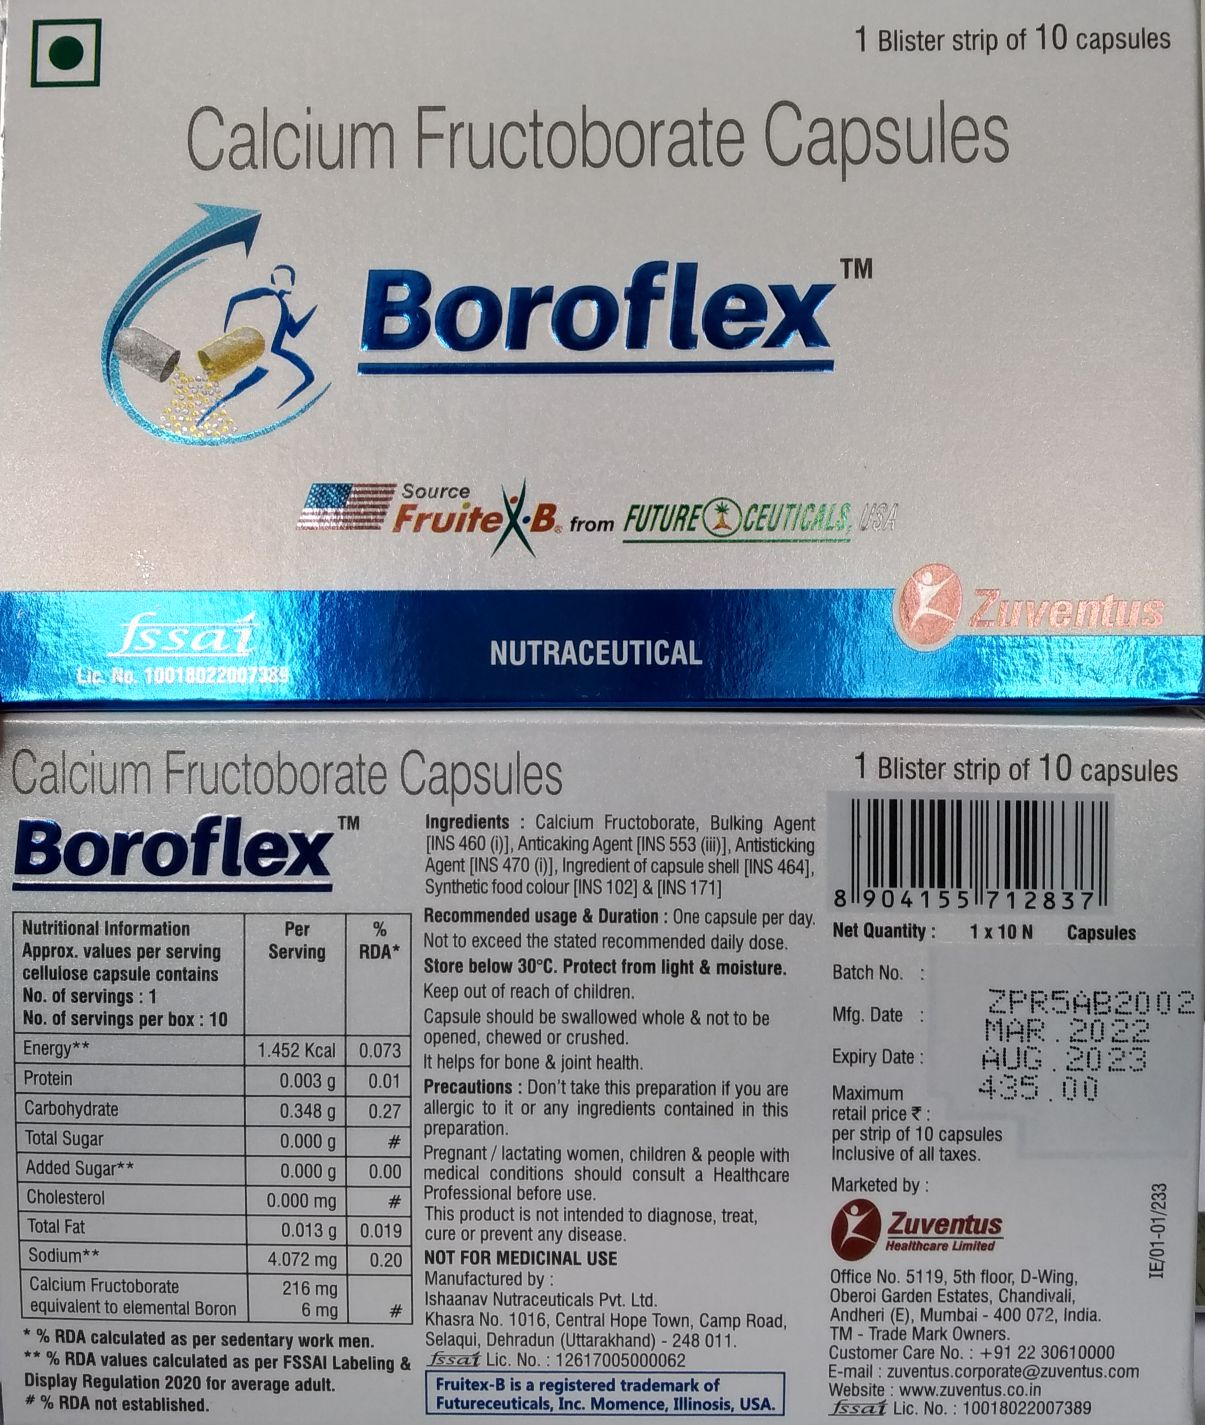 1 Blister strip of 10 capsules
Calcium Fructoborate Capsules
Boroflex™
Source
FruiteX-B® from FUTURECEUTICALS, USA
Zuventus
fssai
NUTRACEUTICAL
Lic. No. 10018022007389
Calcium Fructoborate Capsules
Boroflex™
Nutritional Information
Approx. values per serving
cellulose capsule contains
No. of servings : 1
No. of servings per box : 10
Per Serving
% RDA*
Energy** 1.452 Kcal 0.073
Protein 0.003 g 0.01
Carbohydrate 0.348 g 0.27
Total Sugar 0.000 g #
Added Sugar** 0.000 g 0.00
Cholesterol 0.000 mg #
Total Fat 0.013 g 0.019
Sodium** 4.072 mg 0.20
Calcium Fructoborate 216 mg
equivalent to elemental Boron 6 mg #
* % RDA calculated as per sedentary work men.
** % RDA values calculated as per FSSAI Labeling &
Display Regulation 2020 for average adult.
# % RDA not established.
Ingredients : Calcium Fructoborate, Bulking Agent
[INS 460 (i)], Anticaking Agent [INS 553 (iii)], Antisticking
Agent [INS 470 (i)], Ingredient of capsule shell [INS 464],
Synthetic food colour [INS 102] & [INS 171]
Recommended usage & Duration : One capsule per day.
Not to exceed the stated recommended daily dose.
Store below 30°C. Protect from light & moisture.
Keep out of reach of children.
Capsule should be swallowed whole & not to be
opened, chewed or crushed.
It helps for bone & joint health.
Precautions : Don't take this preparation if you are
allergic to it or any ingredients contained in this
preparation.
Pregnant / lactating women, children & people with
medical conditions should consult a Healthcare
Professional before use.
This product is not intended to diagnose, treat,
cure or prevent any disease.
NOT FOR MEDICINAL USE
Manufactured by :
Ishaanav Nutraceuticals Pvt. Ltd.
Khasra No. 1016, Central Hope Town, Camp Road,
Selaqui, Dehradun (Uttarakhand) - 248 011.
fssai Lic. No. : 12617005000062
Fruitex-B is a registered trademark of
Futureceuticals, Inc. Momence, Illinosis, USA.
1 Blister strip of 10 capsules
8 904155 712837
Net Quantity : 1 x 10 N Capsules
Batch No. : ZPR5AB2002
Mfg. Date : MAR.2022
Expiry Date : AUG.2023
Maximum 435.00
retail price ₹ :
per strip of 10 capsules
Inclusive of all taxes.
Marketed by :
Zuventus
Healthcare Limited
Office No. 5119, 5th floor, D-Wing,
Oberoi Garden Estates, Chandivali,
Andheri (E), Mumbai - 400 072, India.
TM - Trade Mark Owners.
Customer Care No. : +91 22 30610000
E-mail : zuventus.corporate@zuventus.com
Website : www.zuventus.co.in
fssai Lic. No. : 10018022007389
IE/01-01/233